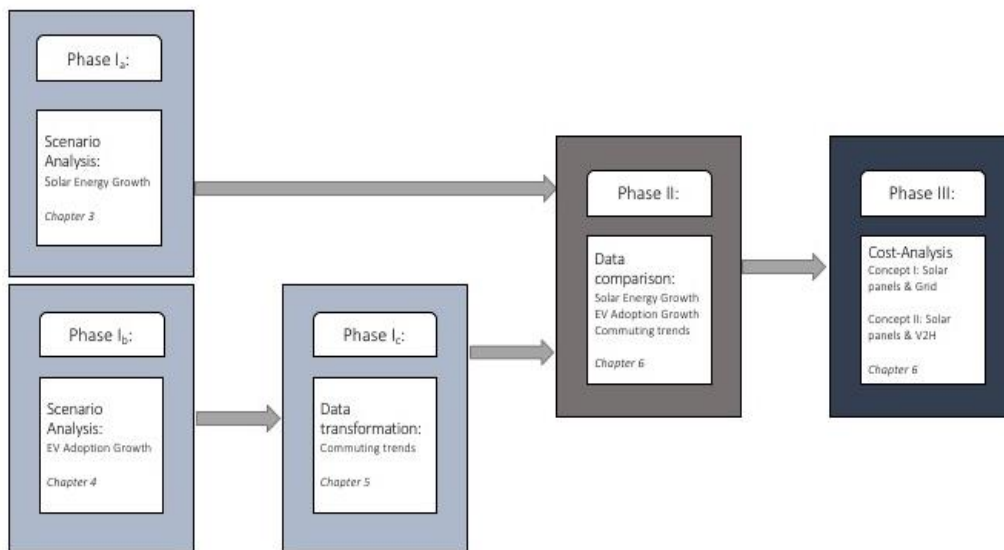 Phase Iₐ:
Scenario
Analysis:
Solar Energy Growth
Chapter 3
Phase I_b:
Scenario
Analysis:
EV Adoption Growth
Chapter 4
Phase I_c:
Data
transformation:
Commuting trends
Chapter 5
Phase II:
Data
comparison:
Solar Energy Growth
EV Adoption Growth
Commuting trends
Chapter 6
Phase III:
Cost-Analysis
Concept I: Solar
panels & Grid
Concept II: Solar
panels & V2H
Chapter 6